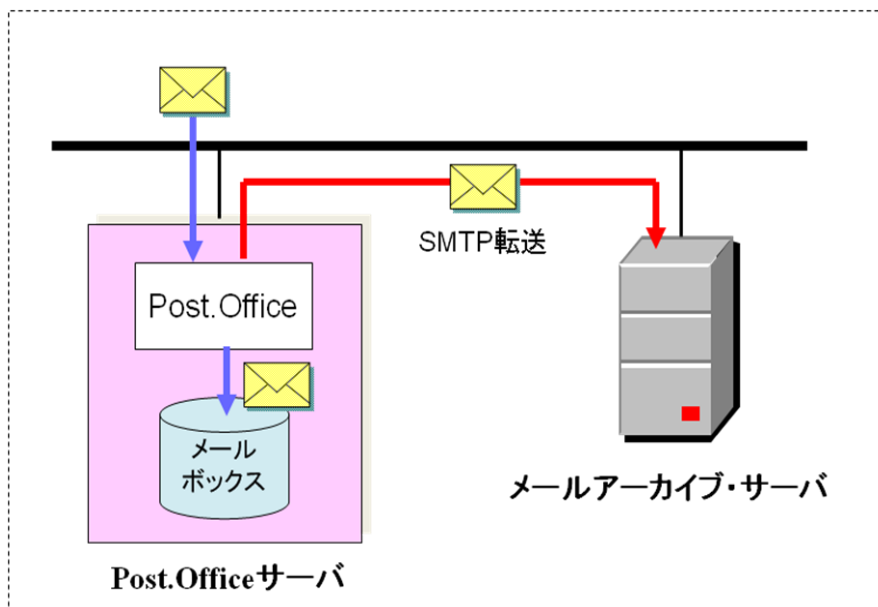 SMTP転送
Post.Office
メール
ボックス
メールアーカイブ・サーバ
Post.Officeサーバ